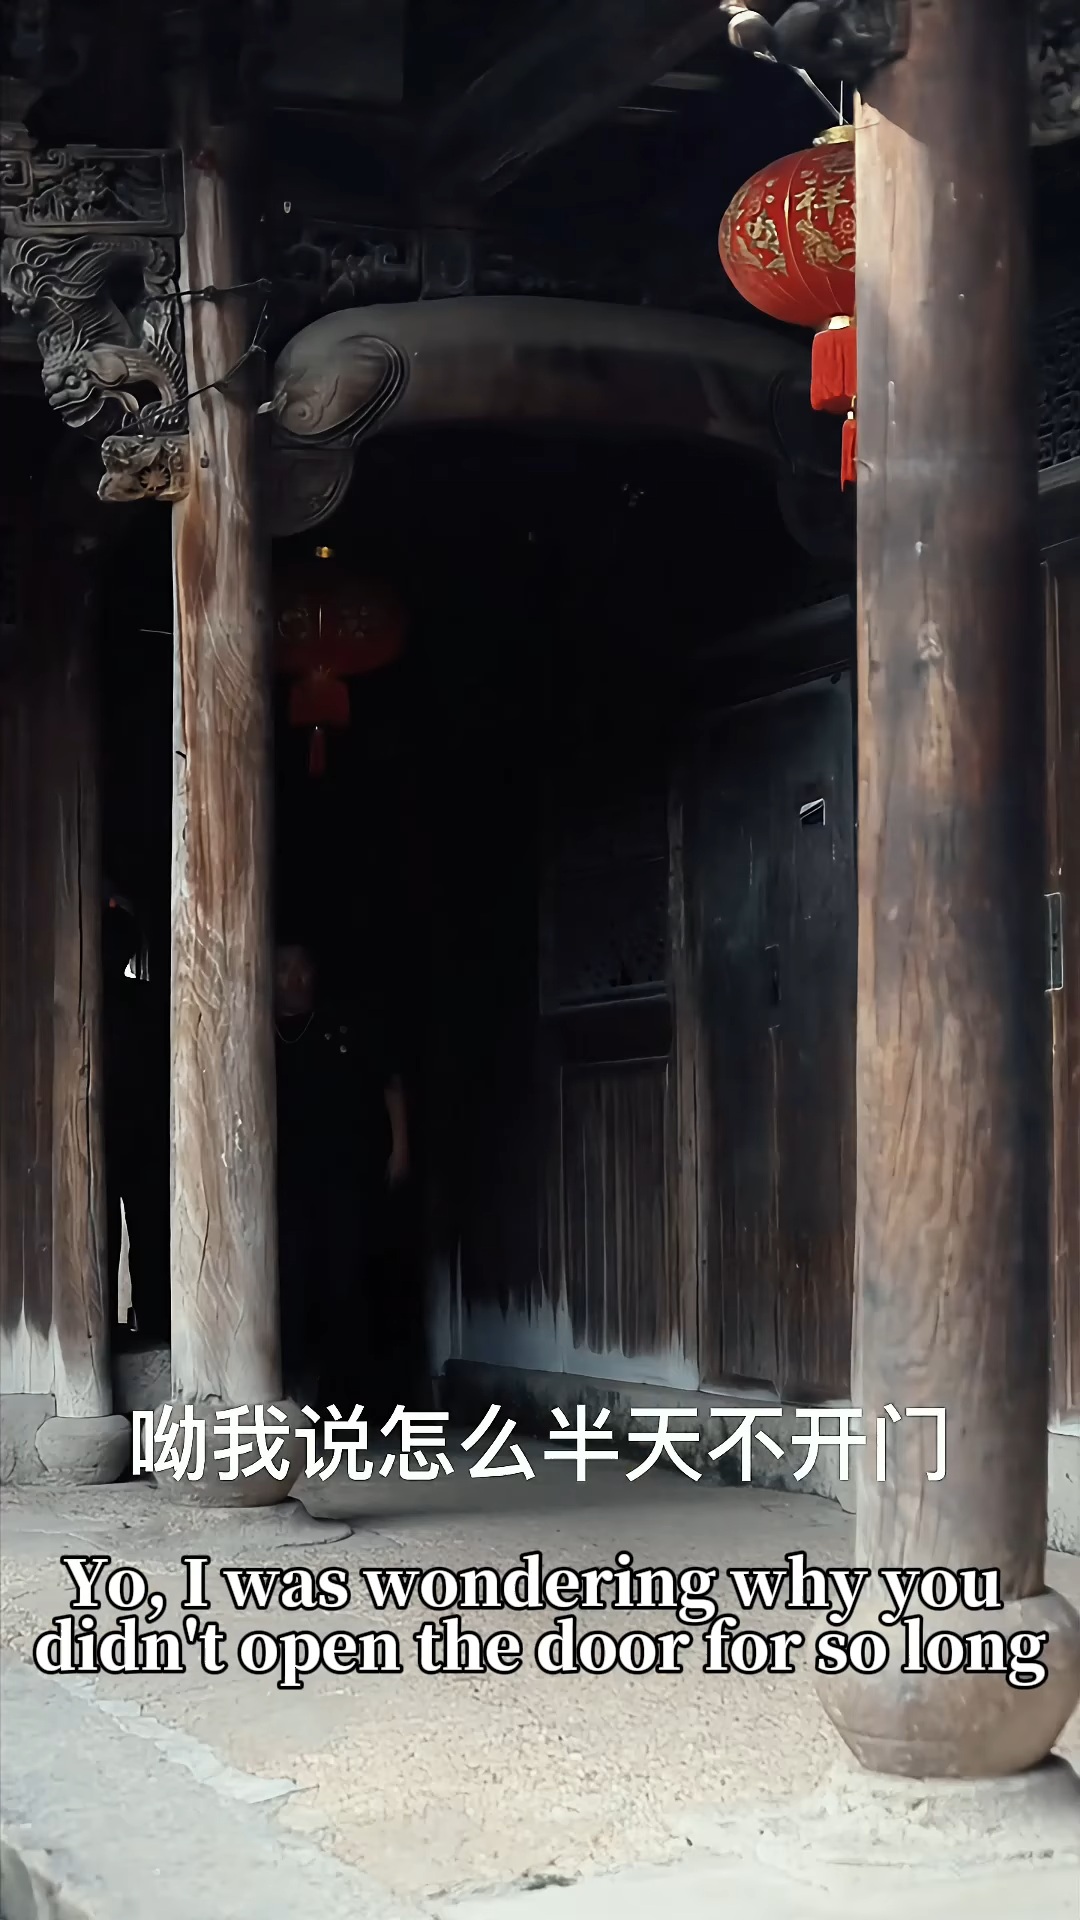 祥
呦我说怎么半天不开门
Yo, I was wondering why you
didn't open the door for so long